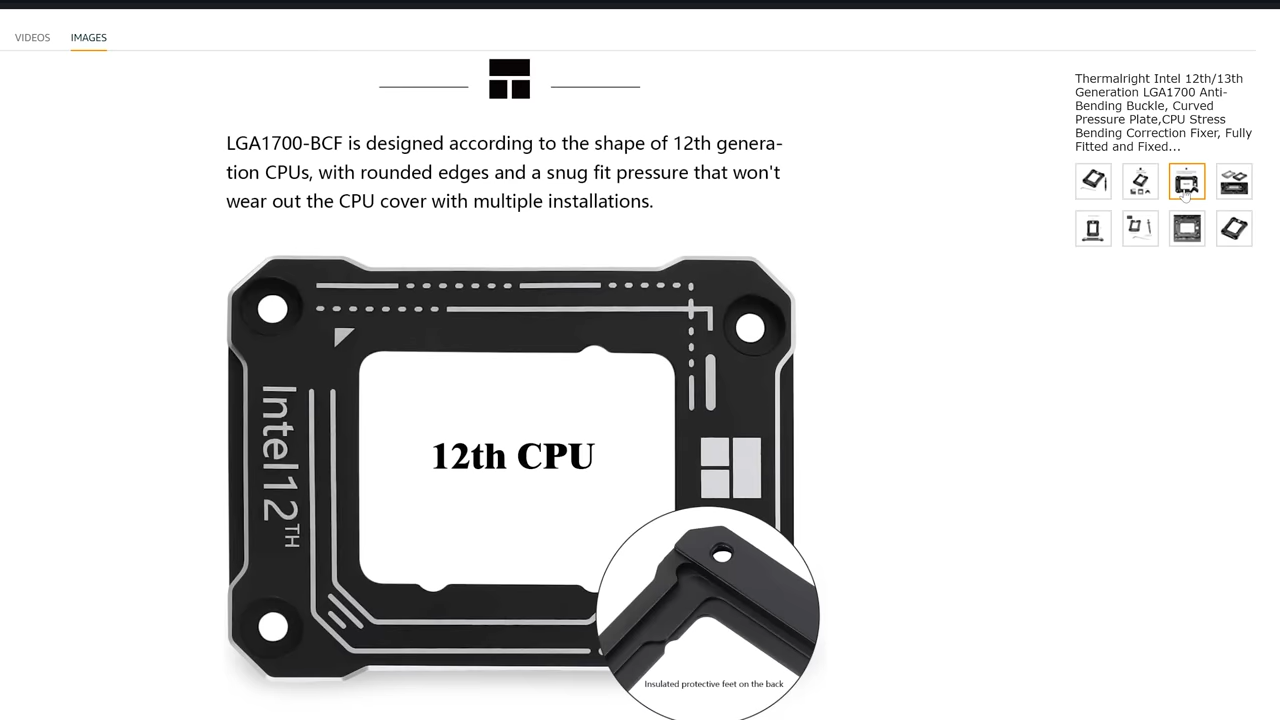 VIDEOS
IMAGES
LGA1700-BCF is designed according to the shape of 12th genera-
tion CPUs, with rounded edges and a snug fit pressure that won't
wear out the CPU cover with multiple installations.
Intel12TH
12th CPU
Insulated protective feet on the back
Thermalright Intel 12th/13th
Generation LGA1700 Anti-
Bending Buckle, Curved
Pressure Plate,CPU Stress
Bending Correction Fixer, Fully
Fitted and Fixed...